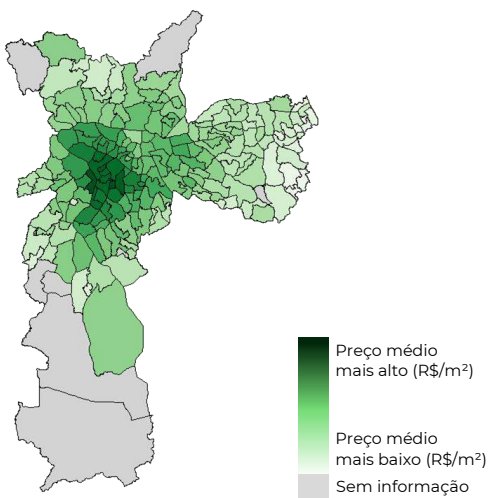 Preço médio
mais alto (R$/m²)
Preço médio
mais baixo (R$/m²)
Sem informação